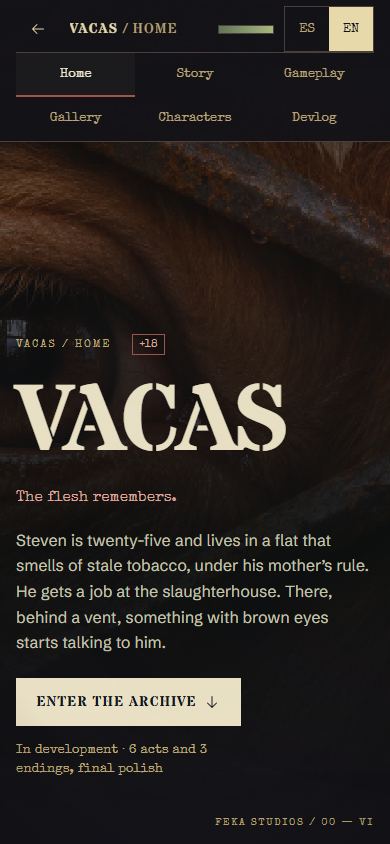 ← VACAS / HOME ES EN
Home Story Gameplay
Gallery Characters Devlog
VACAS / HOME +18
VACAS
The flesh remembers.
Steven is twenty-five and lives in a flat that
smells of stale tobacco, under his mother’s rule.
He gets a job at the slaughterhouse. There,
behind a vent, something with brown eyes
starts talking to him.
ENTER THE ARCHIVE ↓
In development · 6 acts and 3
endings, final polish
FEKA STUDIOS / 00 — VI